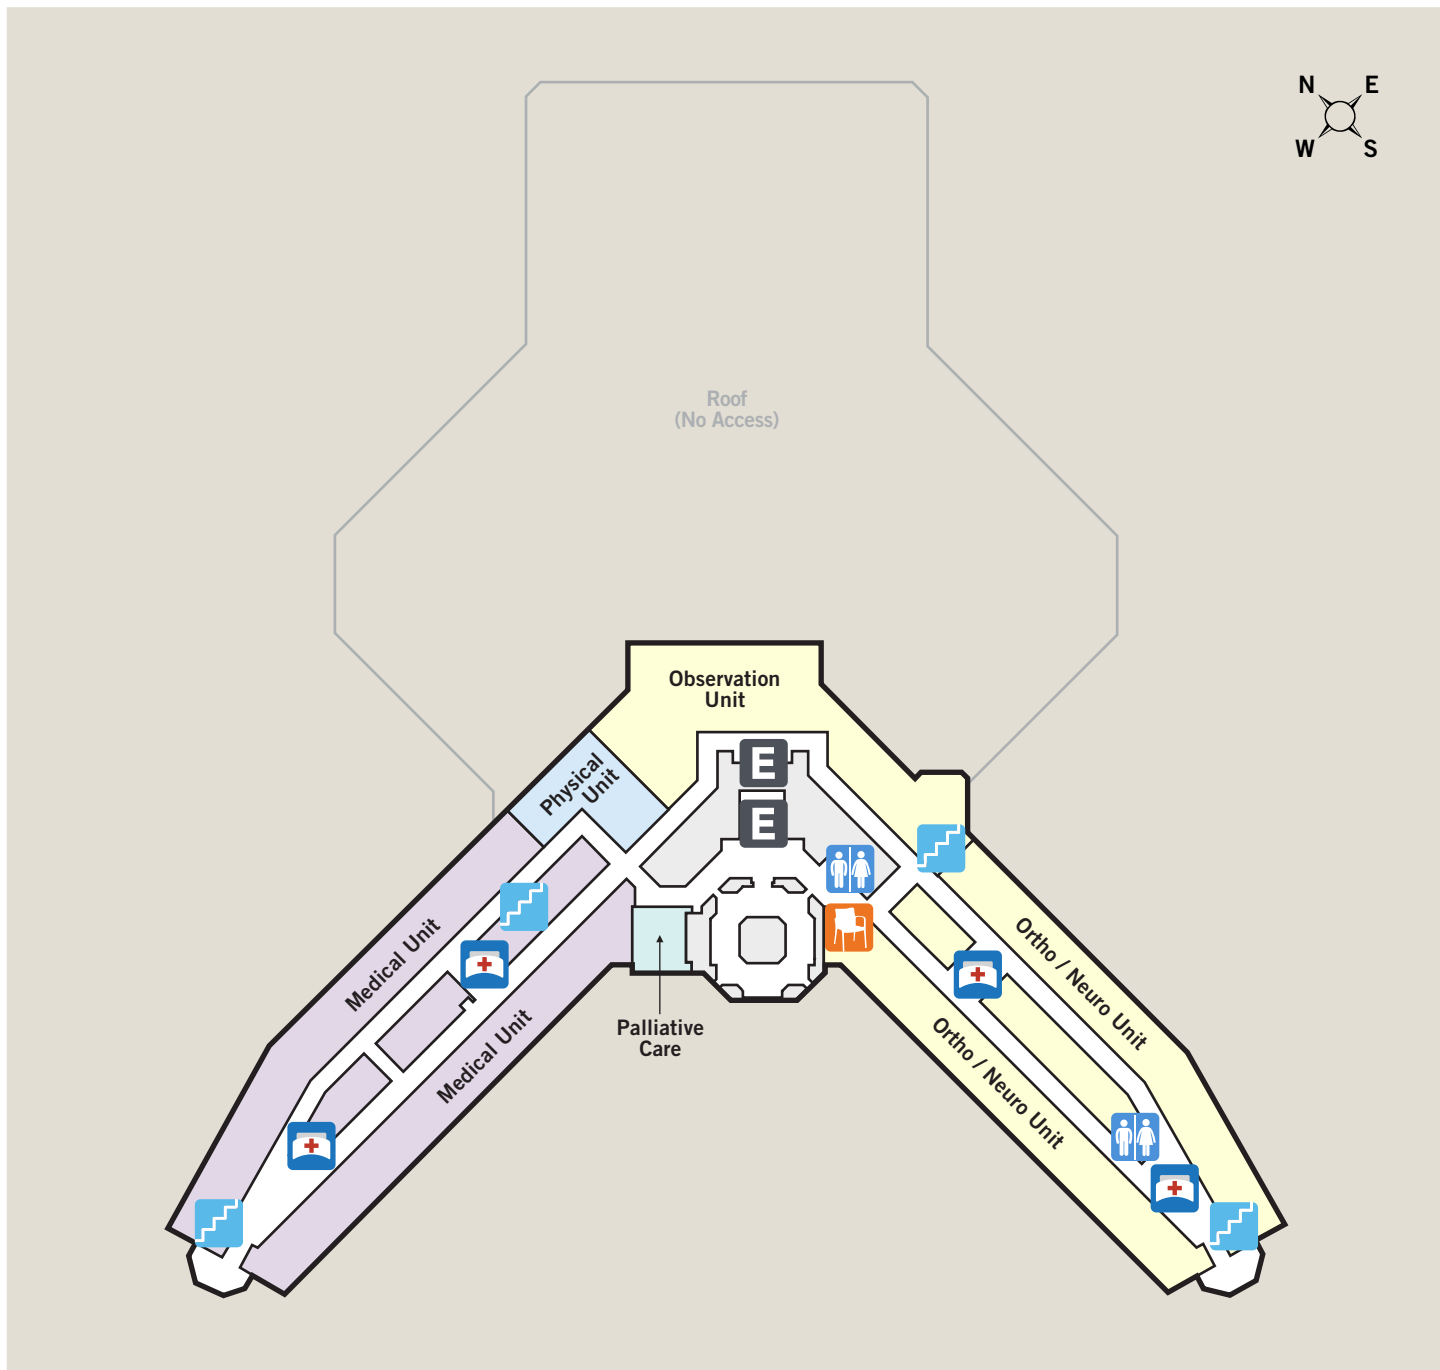 N E
W S
Roof
(No Access)
Observation
Unit
E
E
Physical
Unit
Medical Unit
Medical Unit
Palliative
Care
Ortho / Neuro Unit
Ortho / Neuro Unit